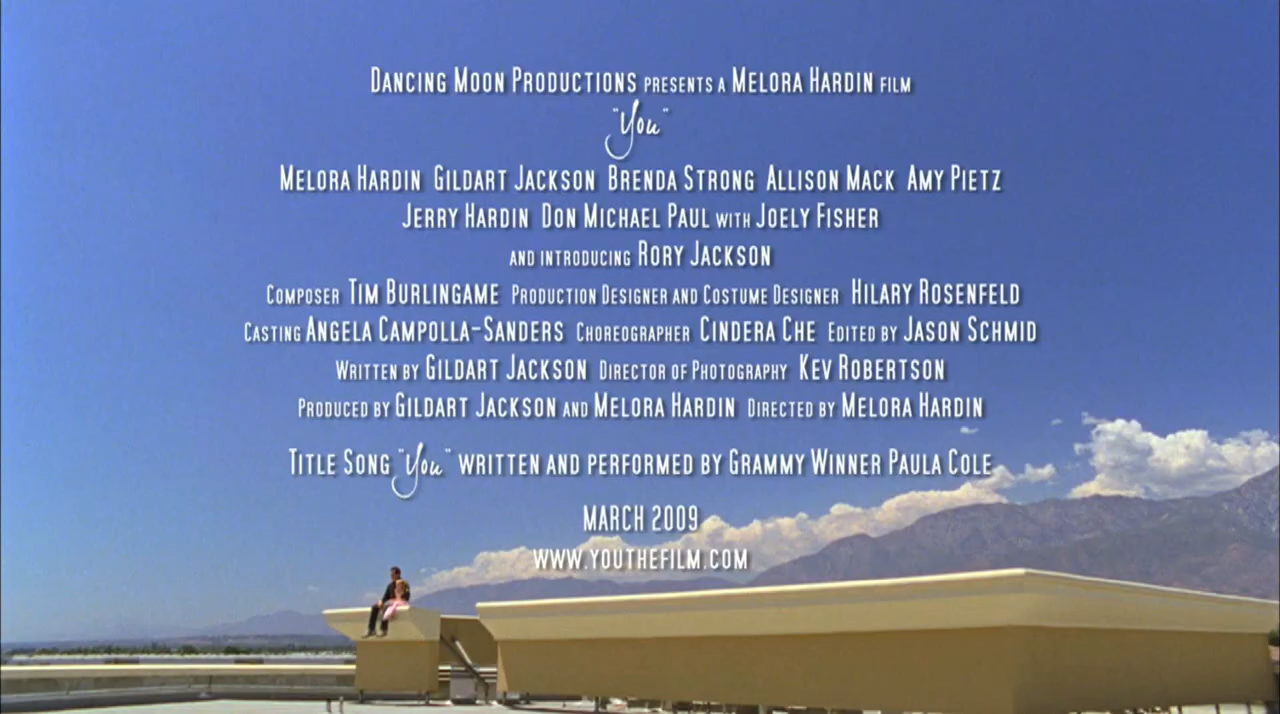 Dancing Moon Productions presents a Melora Hardin film
"You"
Melora Hardin Gildart Jackson Brenda Strong Allison Mack Amy Pietz
Jerry Hardin Don Michael Paul with Joely Fisher
and introducing Rory Jackson
Composer Tim Burlingame Production Designer and Costume Designer Hilary Rosenfeld
Casting Angela Campolla-Sanders Choreographer Cindera Che Edited by Jason Schmid
Written by Gildart Jackson Director of Photography Kev Robertson
Produced by Gildart Jackson and Melora Hardin Directed by Melora Hardin
Title Song "You" written and performed by Grammy Winner Paula Cole
MARCH 2009
WWW.YOUTHEFILM.COM